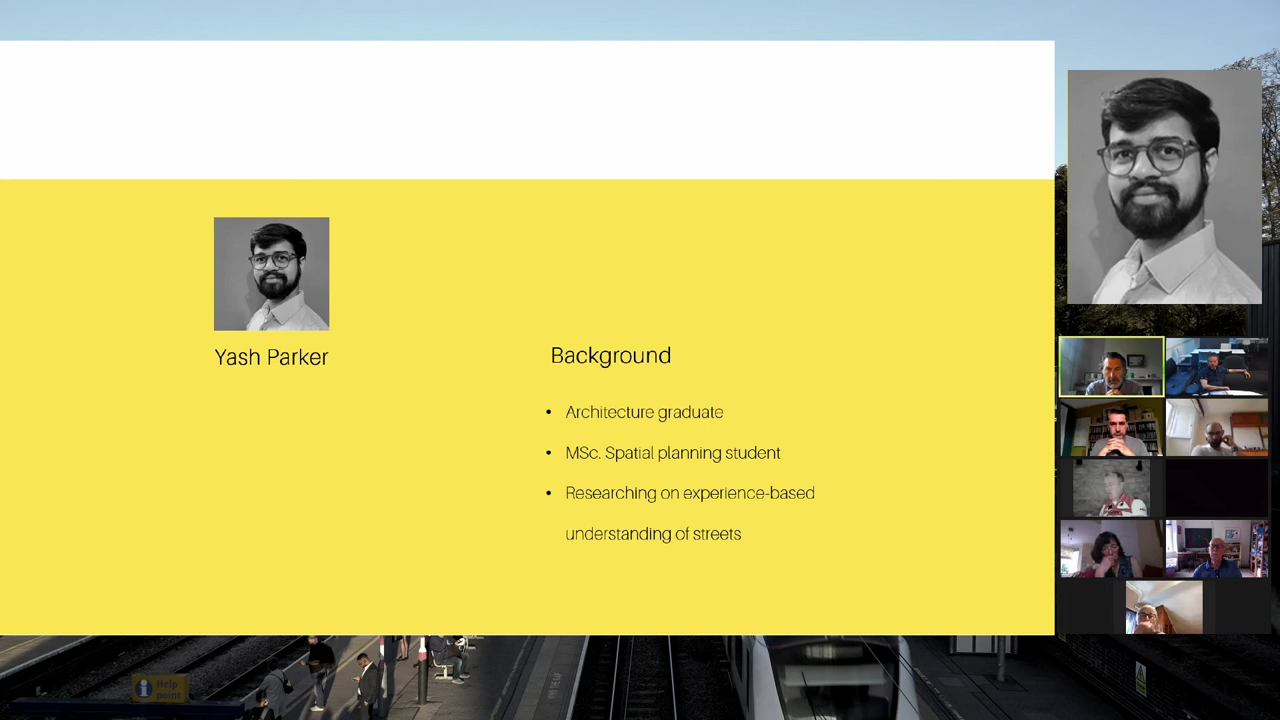 Yash Parker
Background
• Architecture graduate
• MSc. Spatial planning student
• Researching on experience-based
understanding of streets
Help
point